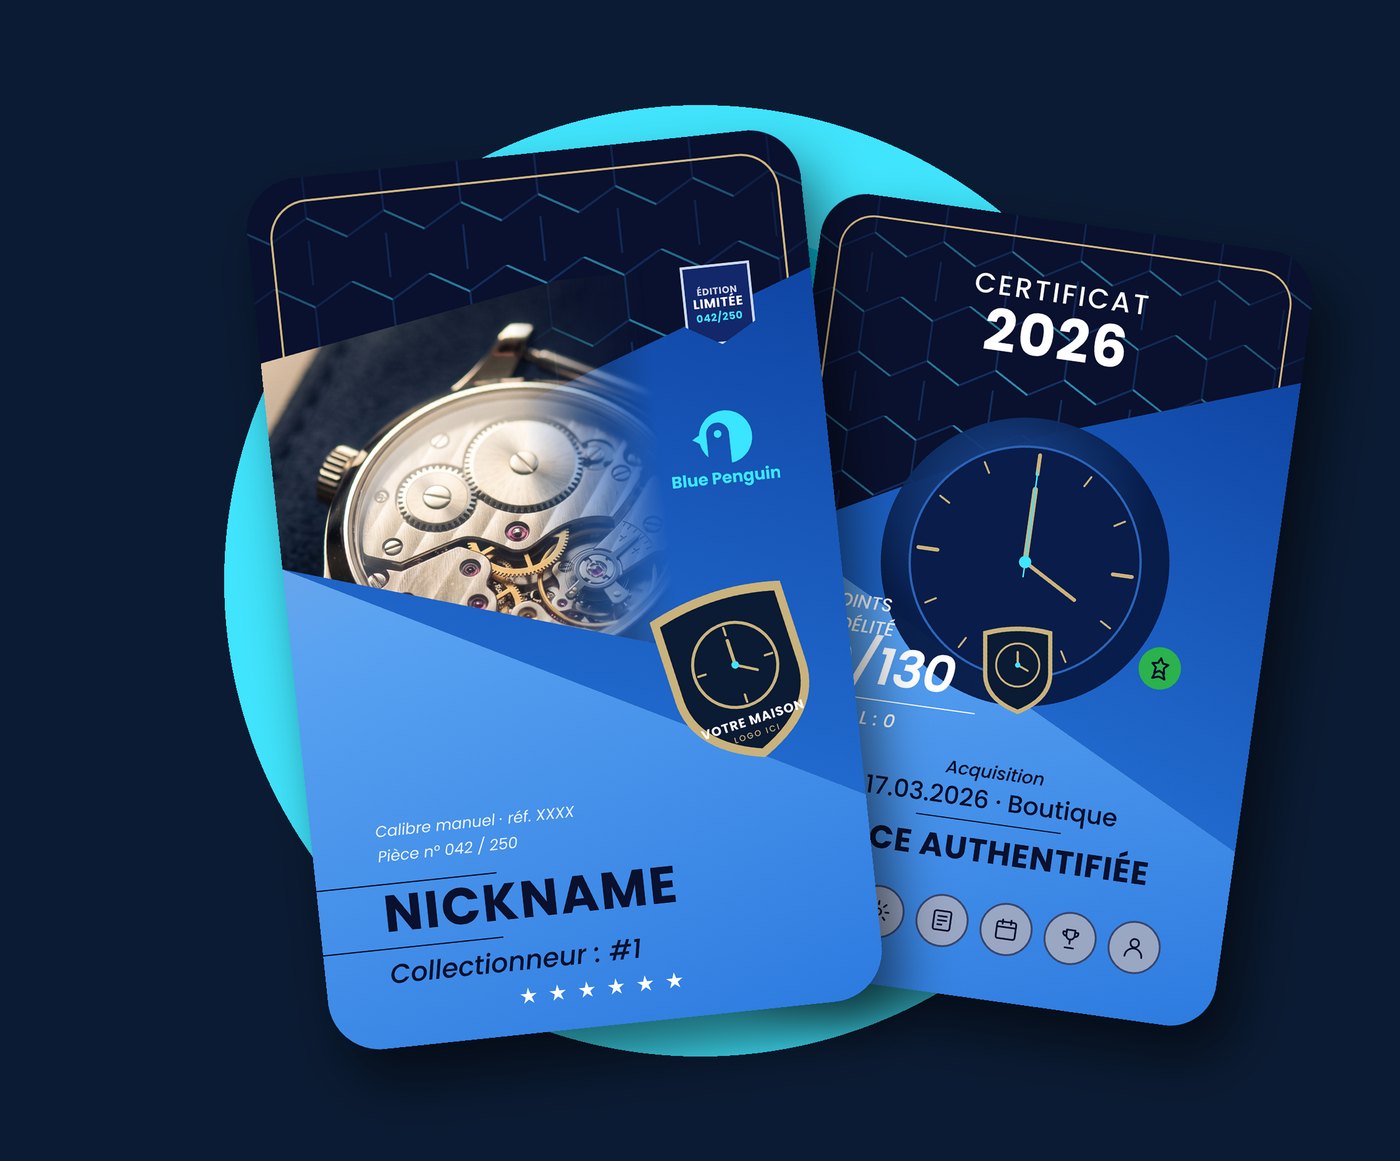 ÉDITION
LIMITÉE
042/250
Blue Penguin
VOTRE MAISON
LOGO ICI
Calibre manuel · réf. XXXX
Pièce n° 042 / 250
NICKNAME
Collectionneur : #1
CERTIFICAT
2026
/130
L : 0
Acquisition
17.03.2026 · Boutique
AUTHENTIFIÉE